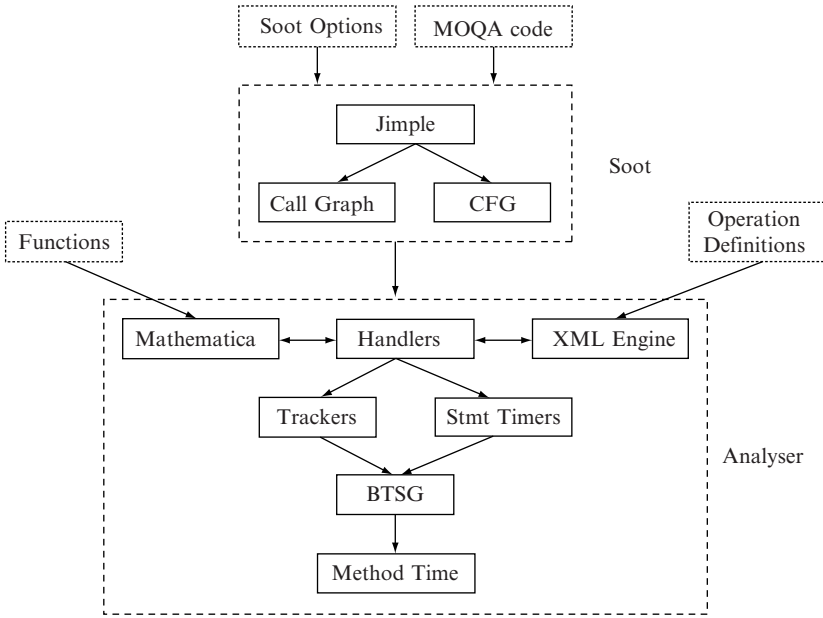 Soot Options
MOQA code
Jimple
Soot
Call Graph
CFG
Functions
Operation
Definitions
Mathematica
Handlers
XML Engine
Trackers
Stmt Timers
Analyser
BTSG
Method Time